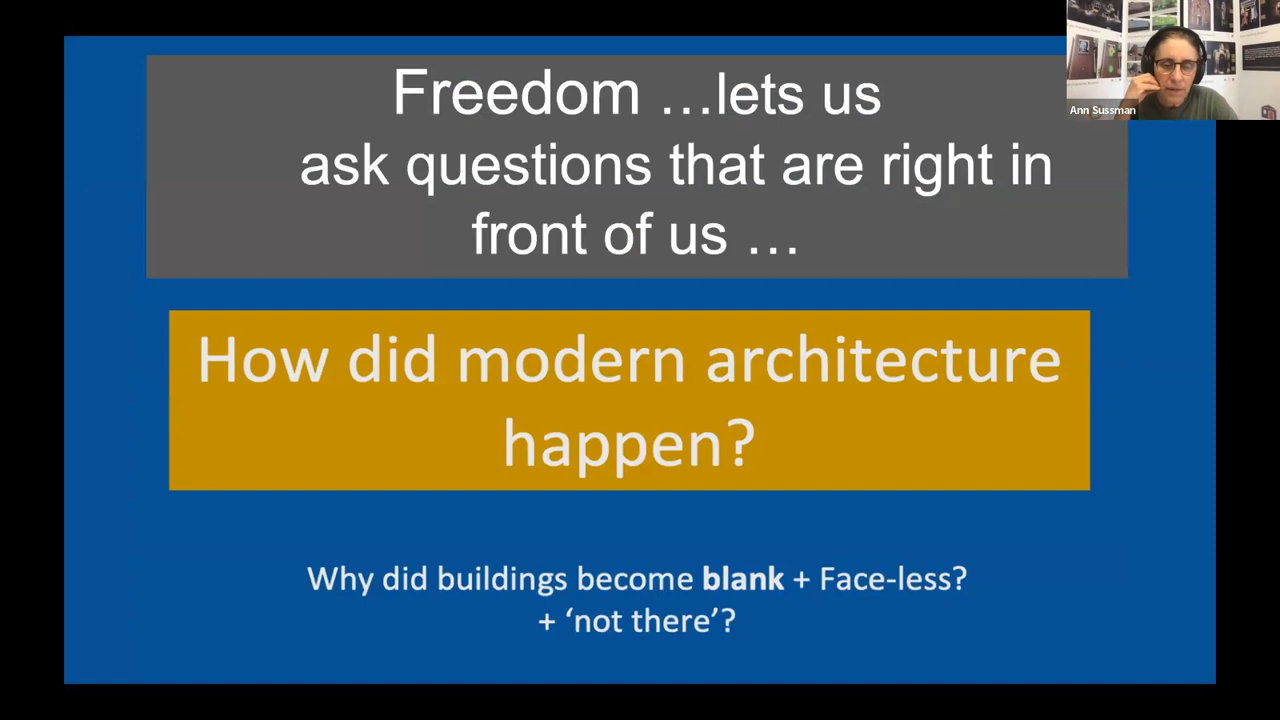 Freedom …lets us
ask questions that are right in
front of us …
Ann Sussman
How did modern architecture
happen?
Why did buildings become blank + Face-less?
+ ‘not there’?